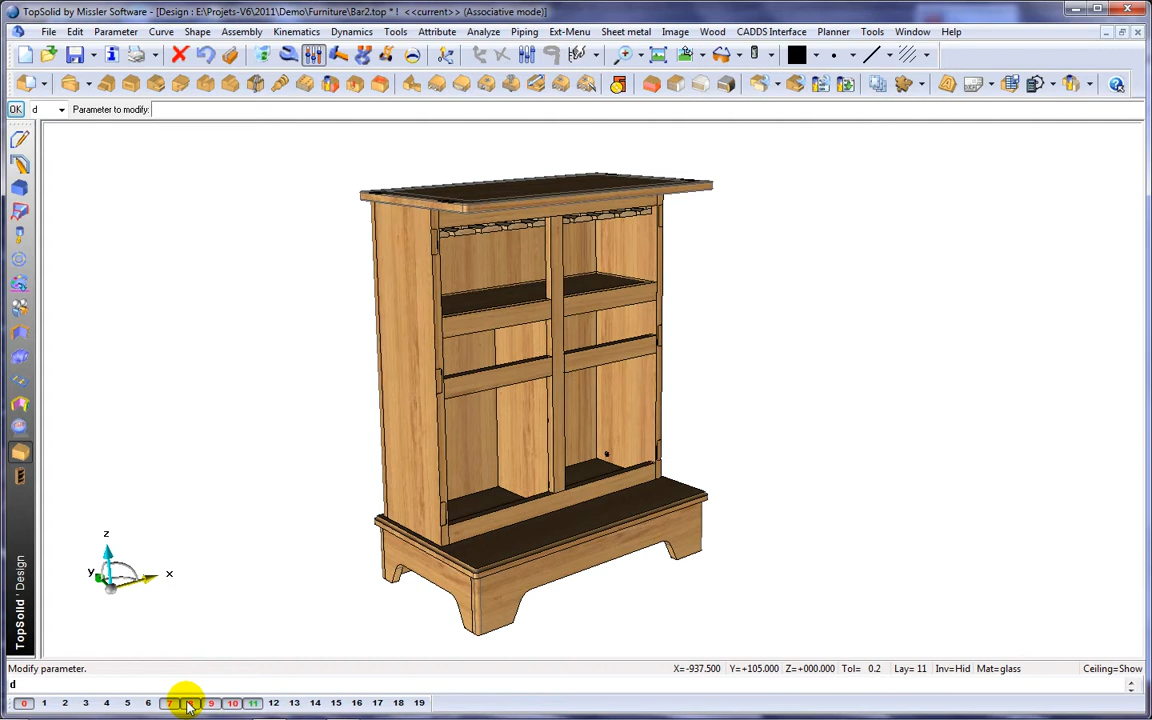 TopSolid by Missler Software - [Design : E:\Projets-V6\2011\Demo\Furniture\Bar2.top * ! <<current>> (Associative mode)]
File Edit Parameter Curve Shape Assembly Kinematics Dynamics Tools Attribute Analyze Piping Ext-Menu Sheet metal Image Wood CADDS Interface Planner Tools Window Help
OK d Parameter to modify:
z
y x
TopSolid'Design
Modify parameter. X=-937.500 Y=+105.000 Z=+000.000 Tol= 0.2 Lay= 11 Inv=Hid Mat=glass Ceiling=Show
d
0 1 2 3 4 5 6 7 8 9 10 11 12 13 14 15 16 17 18 19